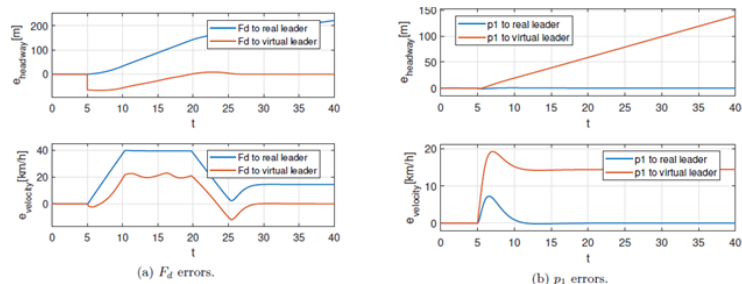 e_headway[m]
200
100
0
Fd to real leader
Fd to virtual leader
0 5 10 15 20 25 30 35 40
t
e_velocity[km/h]
60
40
20
0
Fd to real leader
Fd to virtual leader
0 5 10 15 20 25 30 35 40
t
(a) F_d errors.
e_headway[m]
150
100
50
0
p1 to real leader
p1 to virtual leader
0 5 10 15 20 25 30 35 40
t
e_velocity[km/h]
20
10
0
p1 to real leader
p1 to virtual leader
0 5 10 15 20 25 30 35 40
t
(b) p_1 errors.